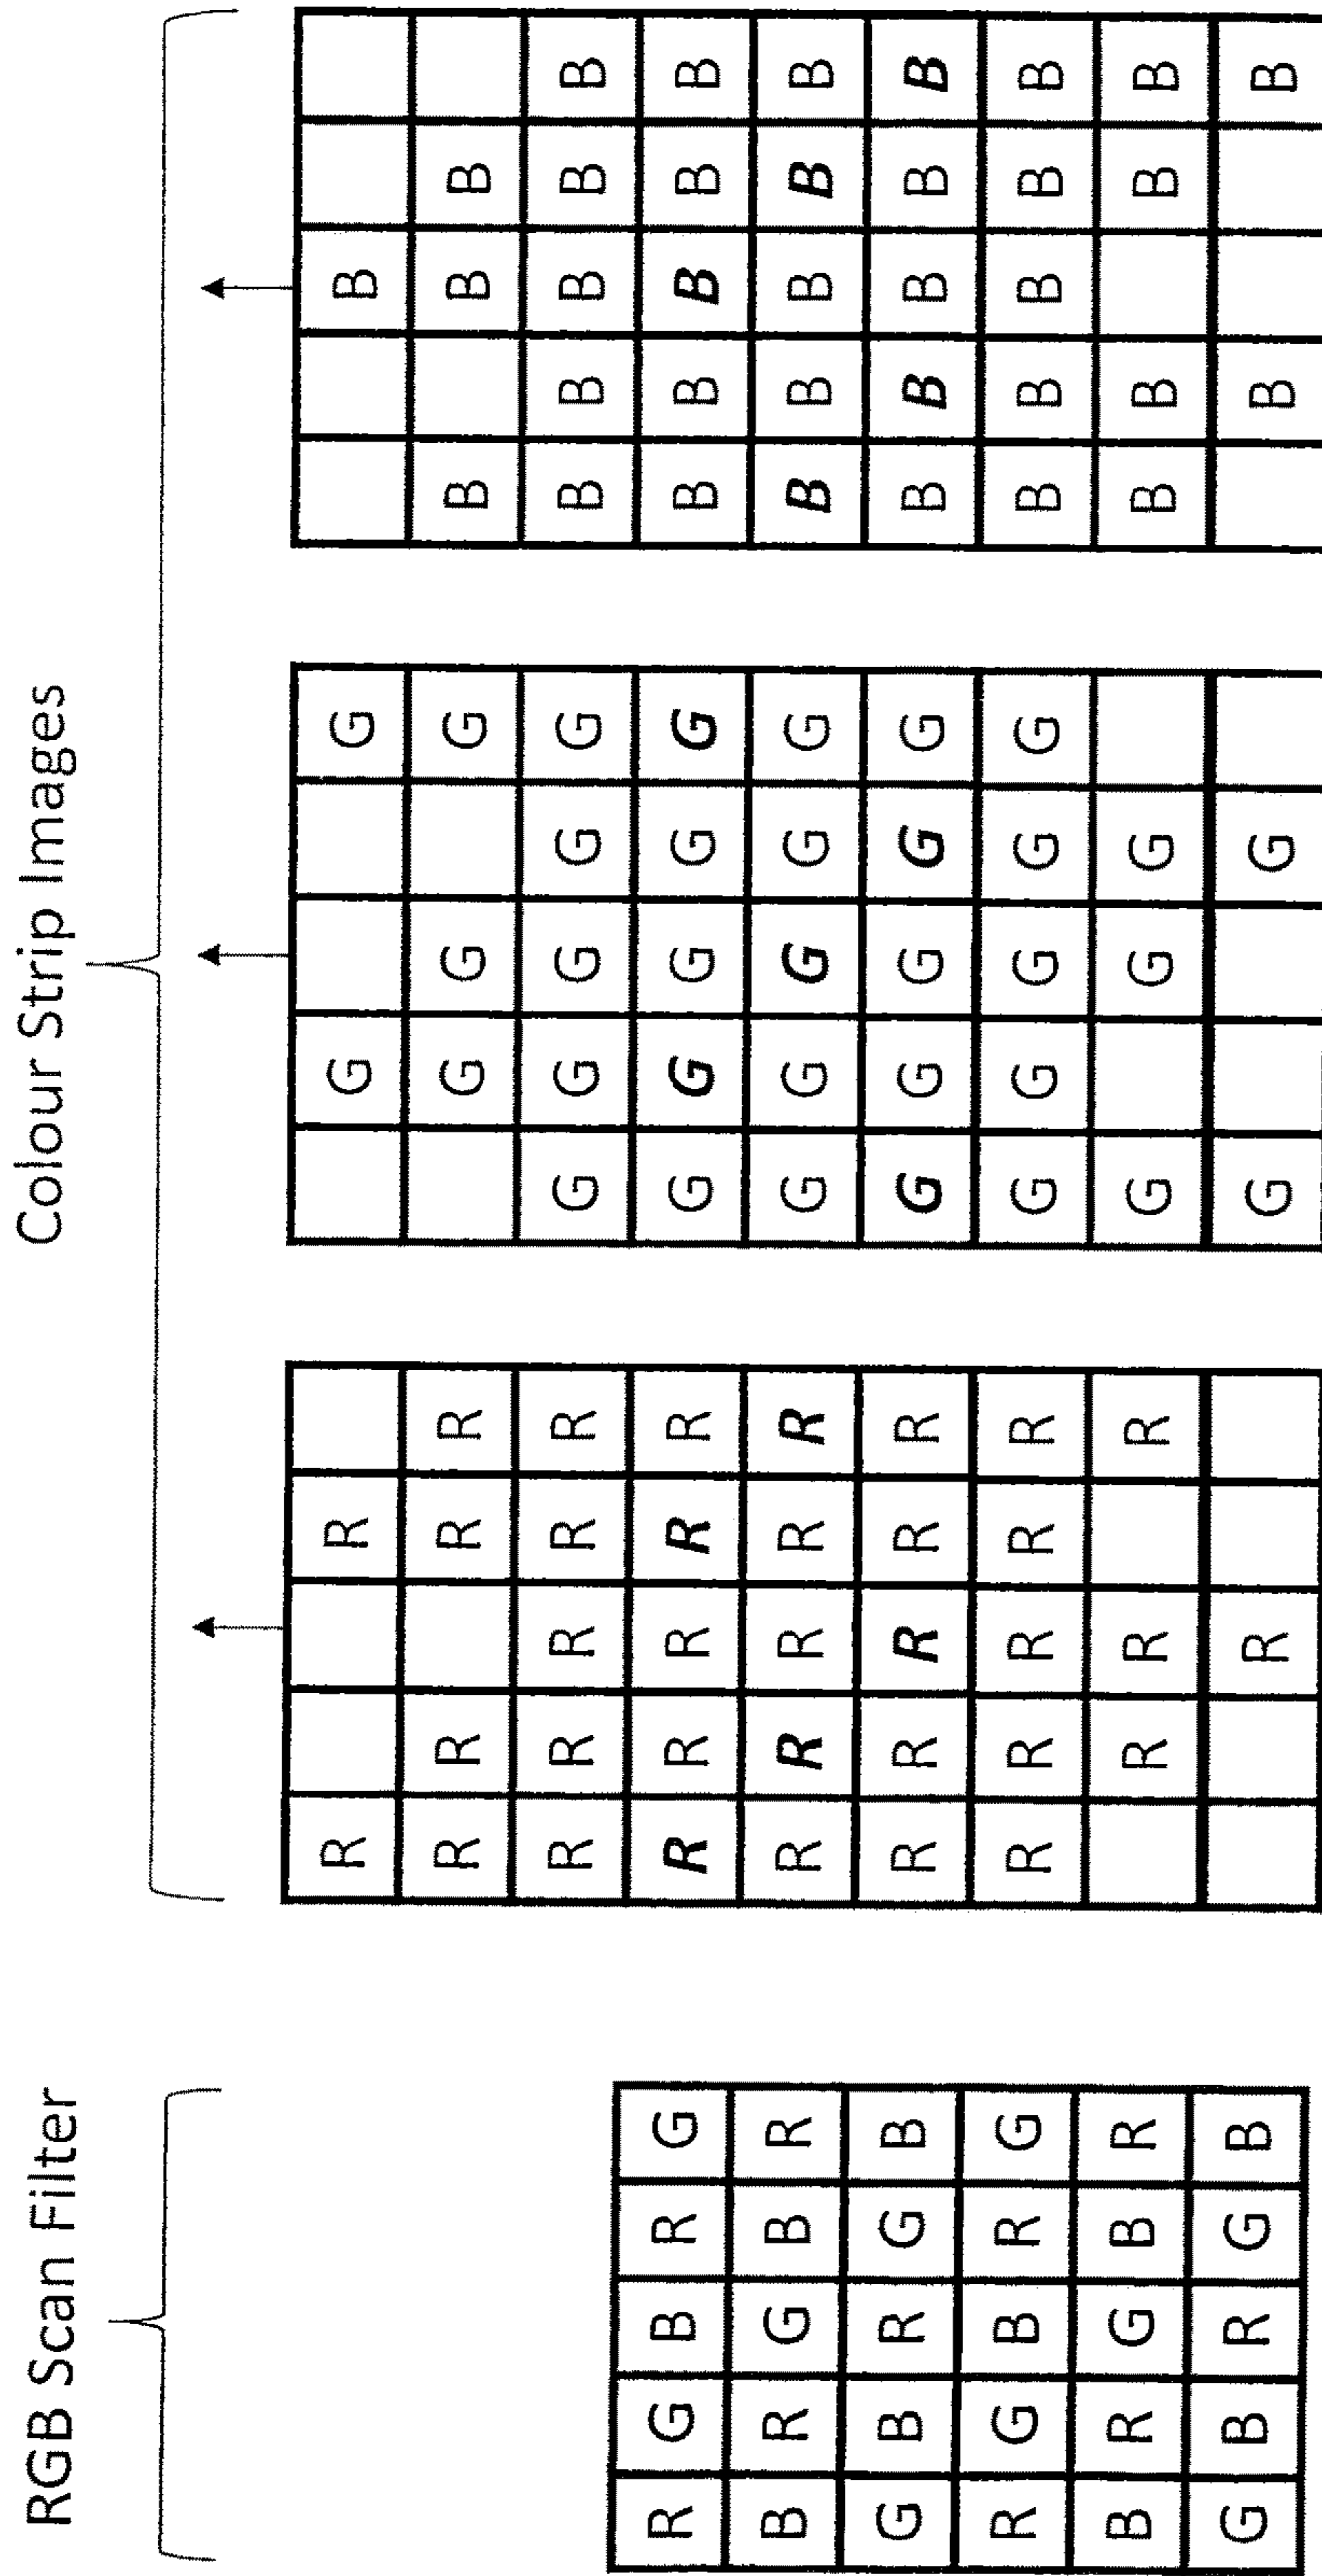 RGB Scan Filter
Colour Strip Images
R R G G B
R R R R G G G B B B
R R R R R G G G G G B B B B B
R G B R G R R R R R G G G G G B B B B B
B R G B R R R R R R G G G G G B B B B B
G B R G B R R R R R G G G G G B B B B B
R G B R G R R R R R G G G G G B B B B B
B R G B R R R R G G G B B B B
G B R G B R G G B B